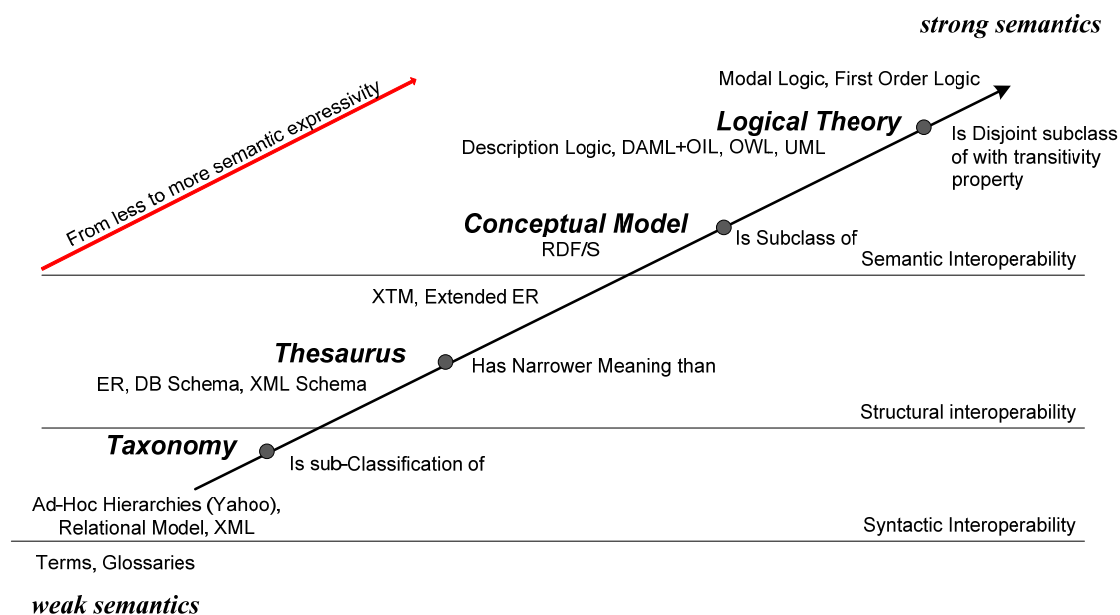 strong semantics
Modal Logic, First Order Logic
From less to more semantic expressivity
Logical Theory
Is Disjoint subclass
of with transitivity
property
Description Logic, DAML+OIL, OWL, UML
Conceptual Model
Is Subclass of
RDF/S
Semantic Interoperability
XTM, Extended ER
Thesaurus
Has Narrower Meaning than
ER, DB Schema, XML Schema
Structural interoperability
Taxonomy
Is sub-Classification of
Ad-Hoc Hierarchies (Yahoo),
Relational Model, XML
Syntactic Interoperability
Terms, Glossaries
weak semantics